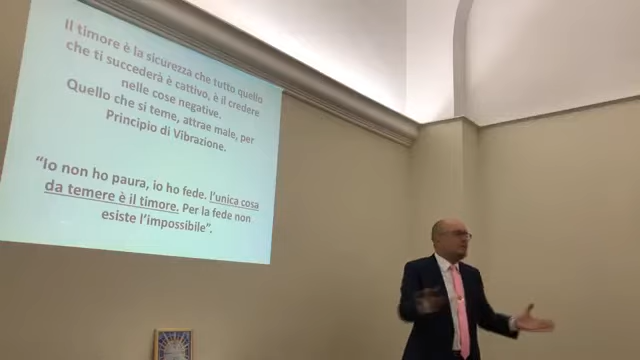 Il timore è la sicurezza che tutto quello
che ti succederà è cattivo, è il credere
nelle cose negative.
Quello che si teme, attrae male, per
Principio di Vibrazione.
“Io non ho paura, io ho fede. l’unica cosa
da temere è il timore. Per la fede non
esiste l’impossibile”.